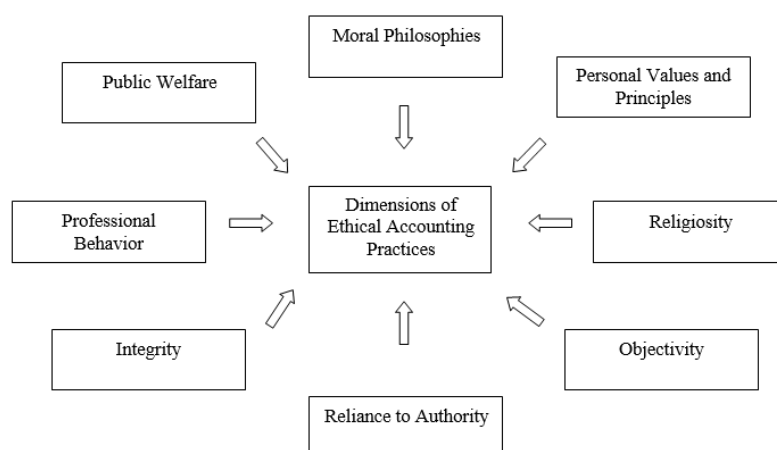 Moral Philosophies
Public Welfare
Personal Values and
Principles
Professional
Behavior
Dimensions of
Ethical Accounting
Practices
Religiosity
Integrity
Objectivity
Reliance to Authority